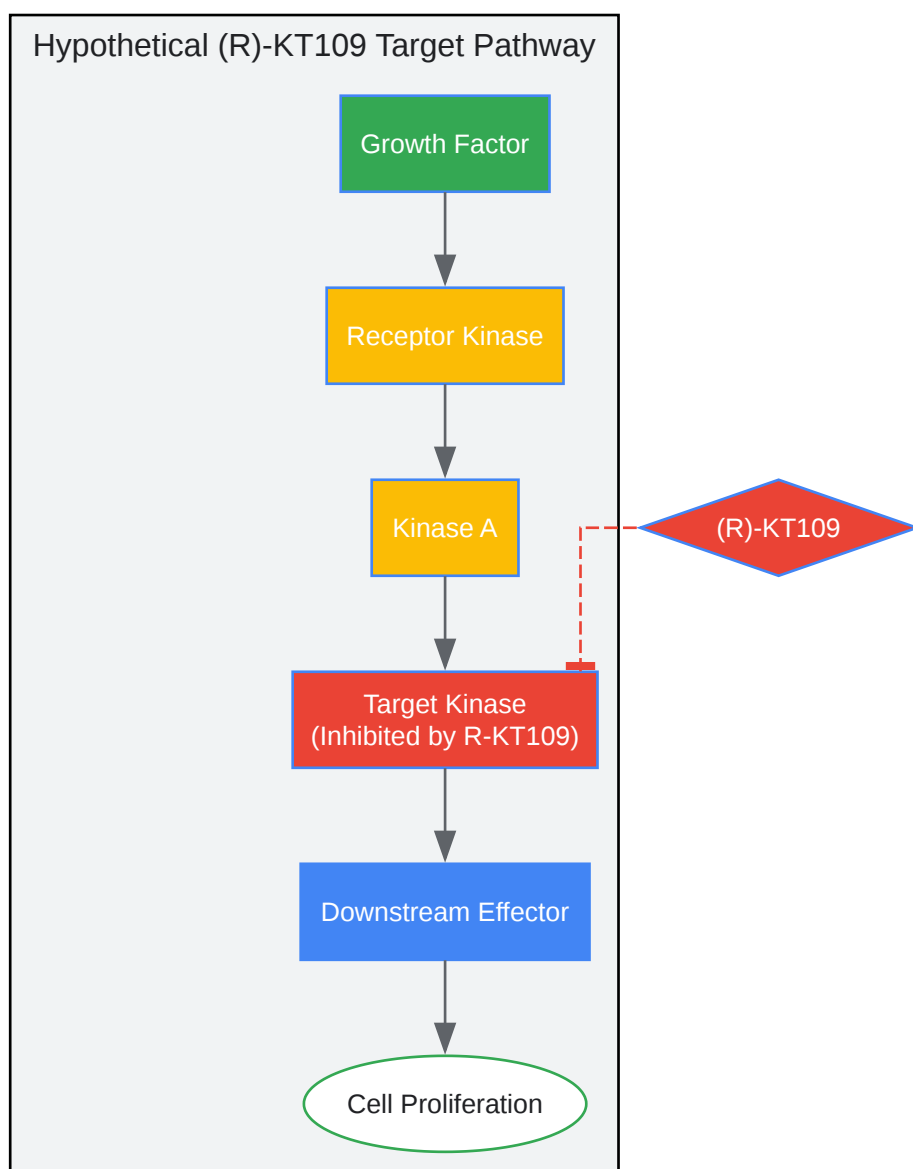 Hypothetical (R)-KT109 Target Pathway
Growth Factor
Receptor Kinase
Kinase A
(R)-KT109
Target Kinase
(Inhibited by R-KT109)
Downstream Effector
Cell Proliferation